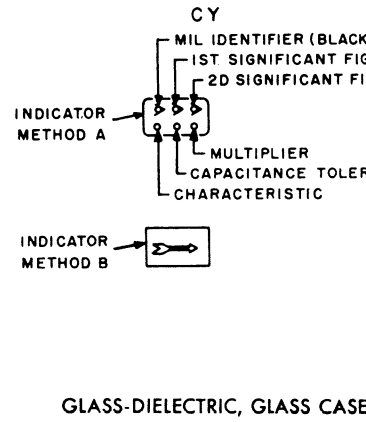 CY
MIL IDENTIFIER (BLACK
1ST SIGNIFICANT FIG
2D SIGNIFICANT FI
INDICATOR
METHOD A
MULTIPLIER
CAPACITANCE TOLER
CHARACTERISTIC
INDICATOR
METHOD B
GLASS-DIELECTRIC, GLASS CASE